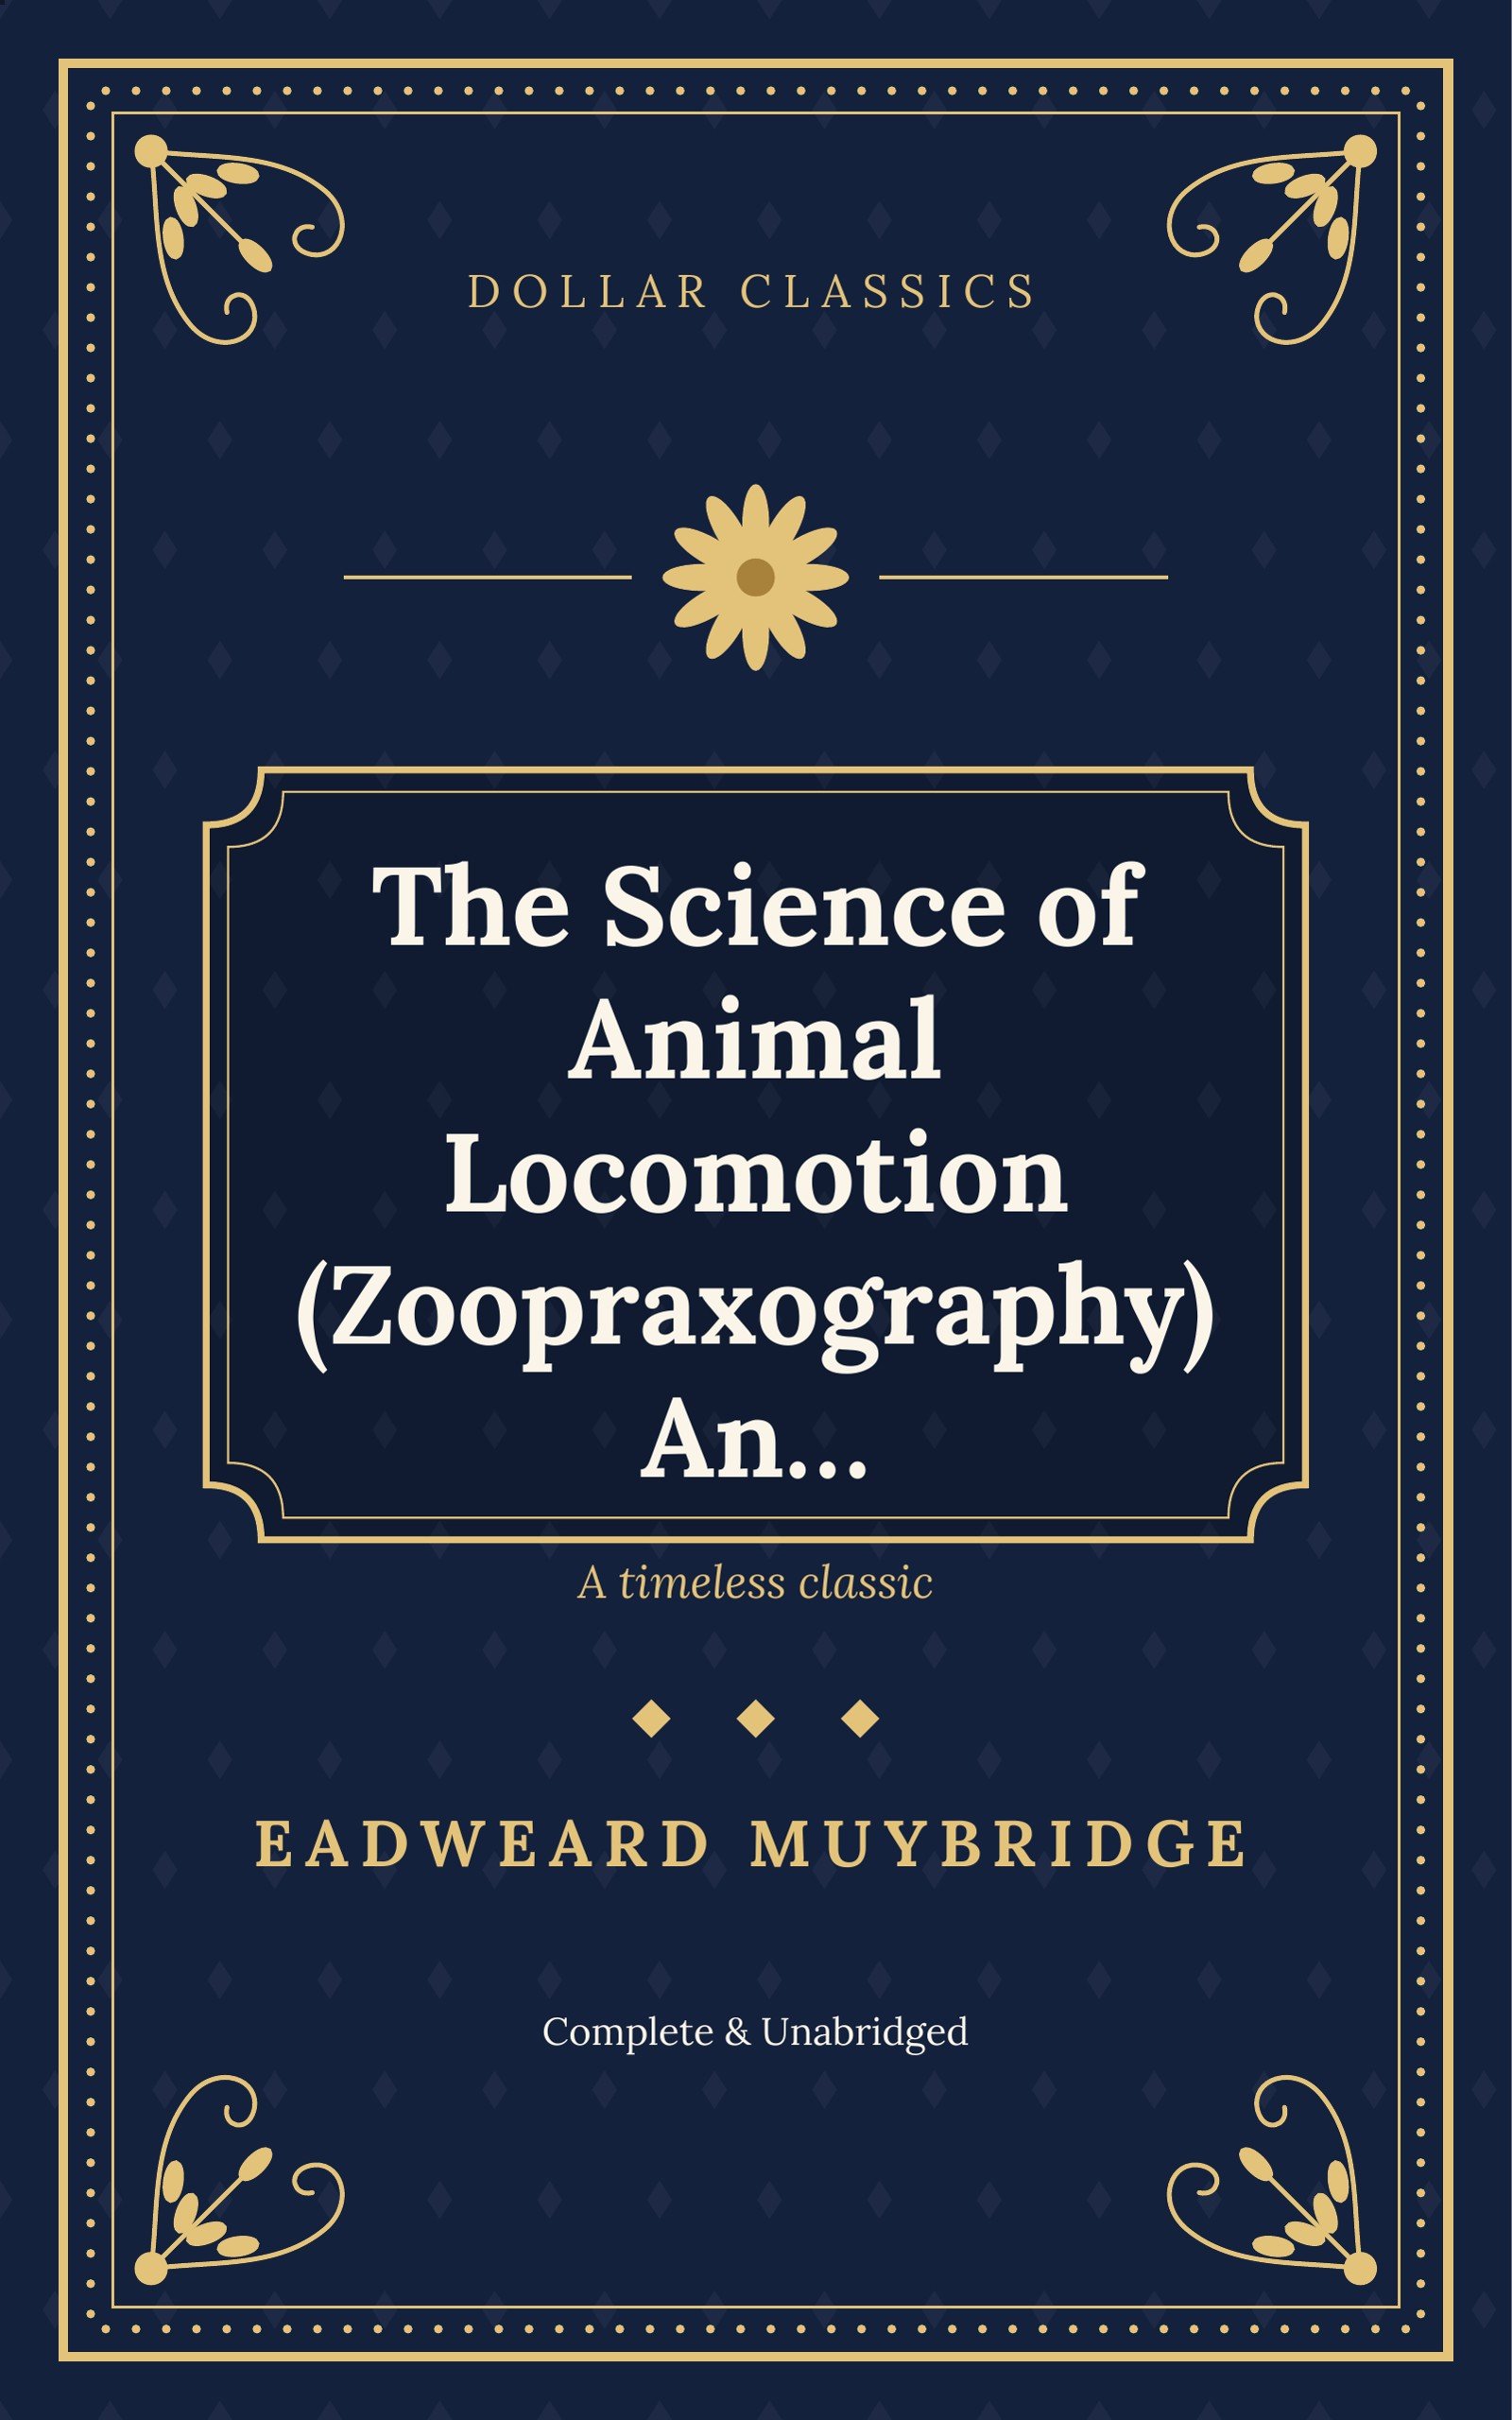 DOLLAR CLASSICS
The Science of
Animal
Locomotion
(Zoopraxography)
An...
A timeless classic
EADWEARD MUYBRIDGE
Complete & Unabridged